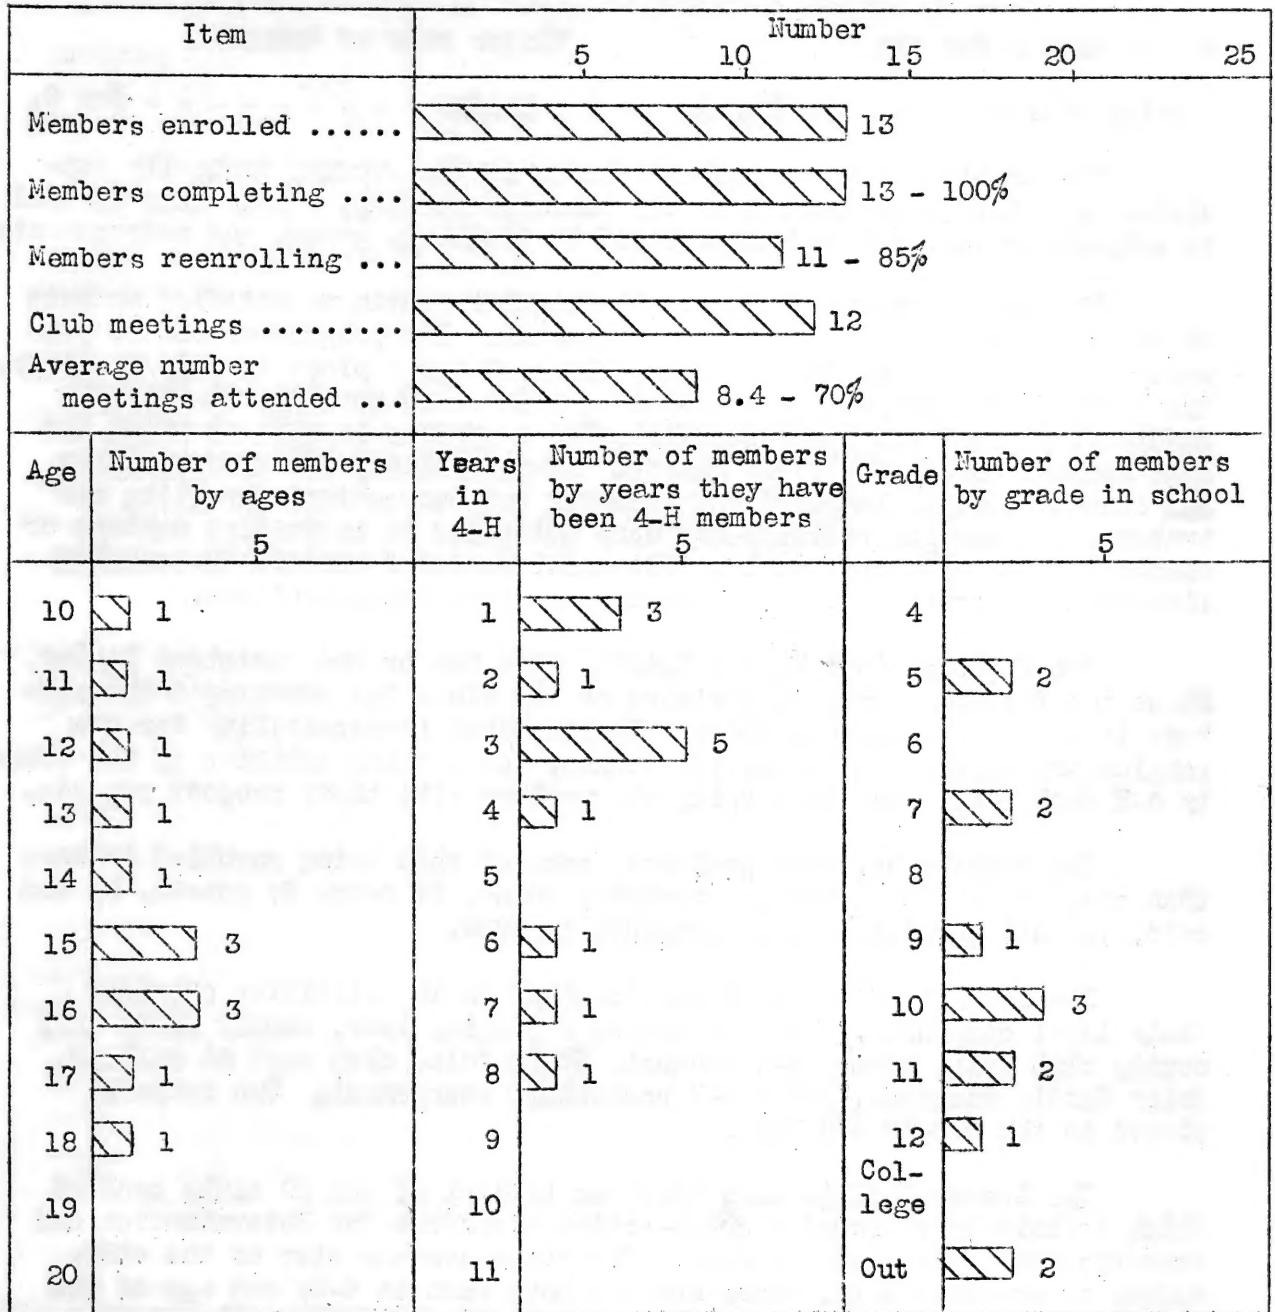 Item Number
5 10 15 20 25
Members enrolled ...... 13
Members completing .... 13 - 100%
Members reenrolling ... 11 - 85%
Club meetings ......... 12
Average number
meetings attended ... 8.4 - 70%
Age Number of members by ages 5
Years in 4-H Number of members by years they have been 4-H members 5
Grade Number of members by grade in school 5
10 1 1 3 4
11 1 2 1 5 2
12 1 3 5 6
13 1 4 1 7 2
14 1 5 8
15 3 6 1 9 1
16 3 7 1 10 3
17 1 8 1 11 2
18 1 9 12 1
19 10 Col-
lege
20 11 Out 2